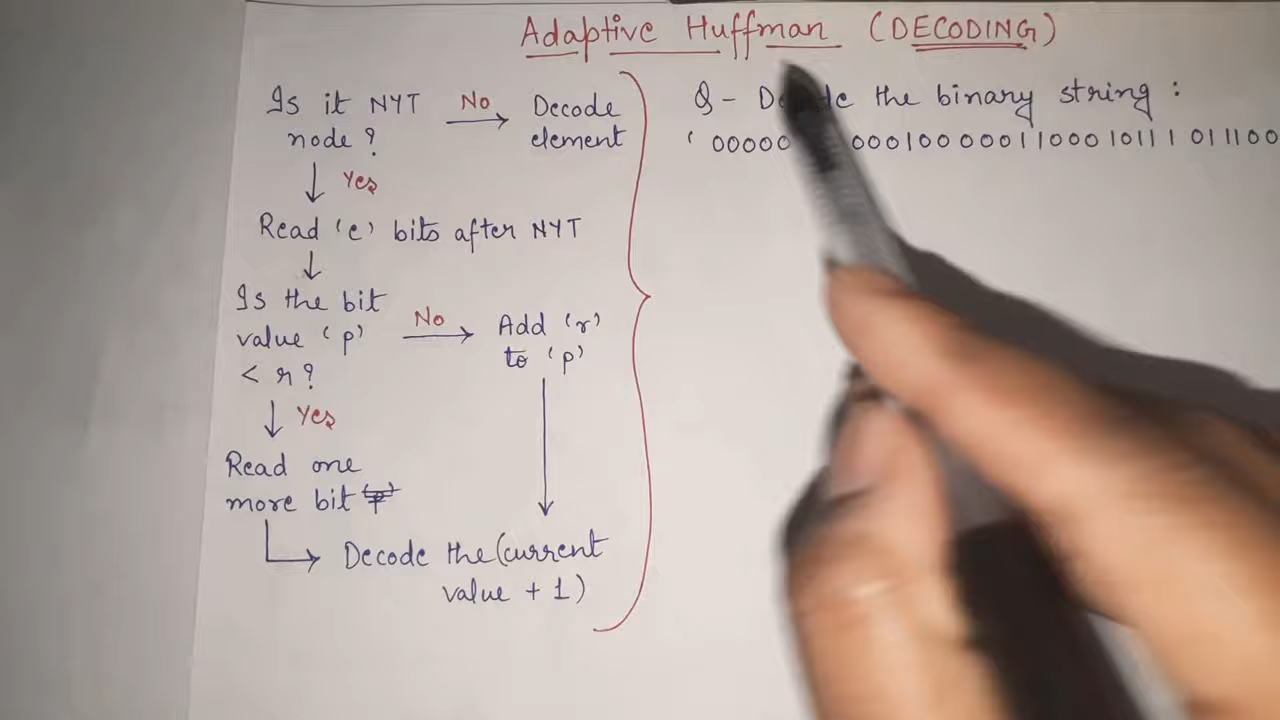 Adaptive Huffman (DECODING)
Is it NYT
node ?
No
Decode
element
Yes
Read 'e' bits after NYT
Is the bit
value 'p'
< r ?
No
Add 'r'
to 'p'
Yes
Read one
more bit
Decode the (current
value + 1)
Q - the binary string :
' 00000 000100000110001011101100